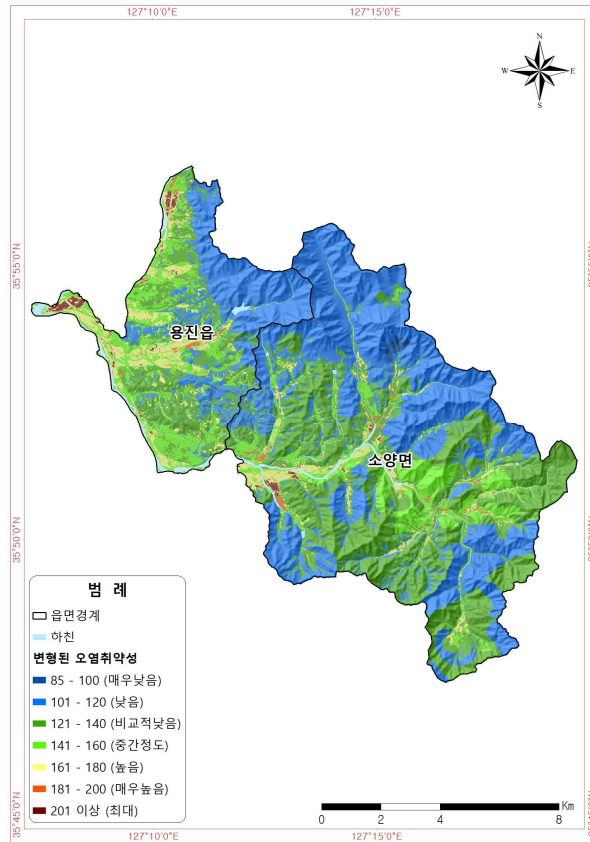 127°10'0"E 127°15'0"E
N
W E
S
35°55'0"N
용진읍
소양면
35°50'0"N
범 례
읍면경계
하천
변형된 오염취약성
85 - 100 (매우낮음)
101 - 120 (낮음)
121 - 140 (비교적낮음)
141 - 160 (중간정도)
161 - 180 (높음)
181 - 200 (매우높음)
201 이상 (최대)
Km
0 2 4 8
35°45'0"N
127°10'0"E 127°15'0"E